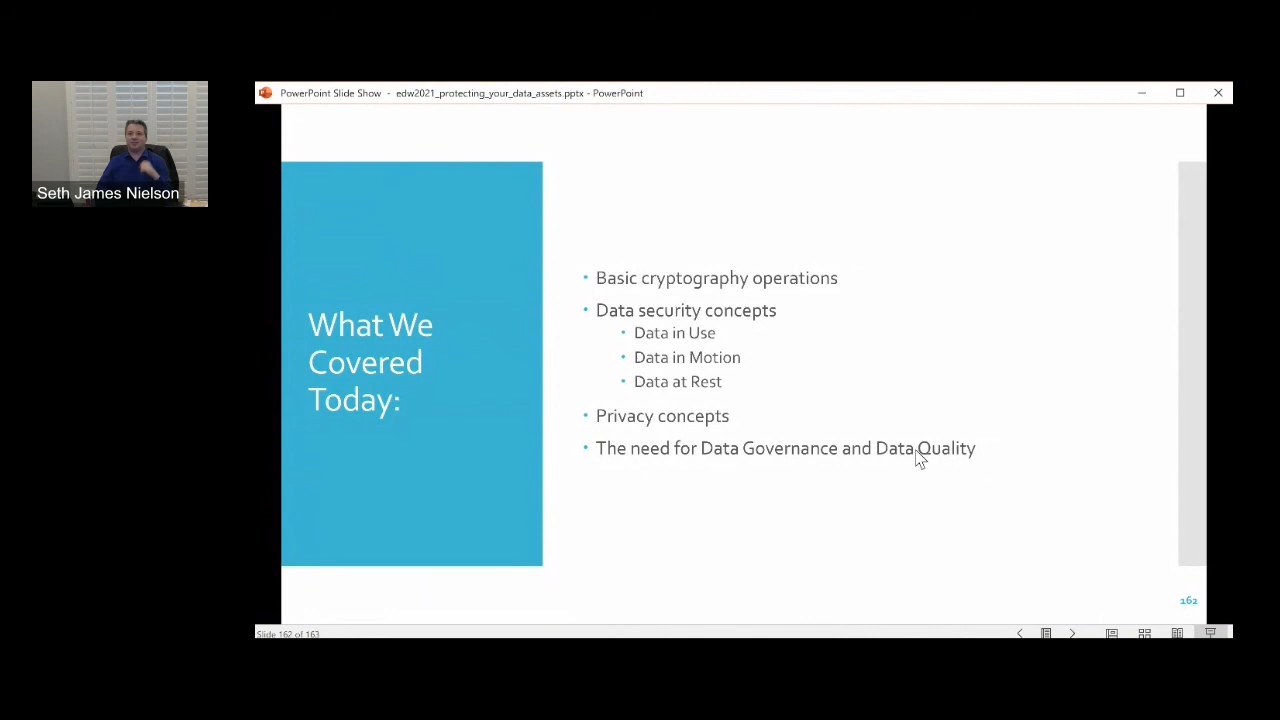 PowerPoint Slide Show - edw2021_protecting_your_data_assets.pptx - PowerPoint
Seth James Nielson
What We
Covered
Today:
• Basic cryptography operations
• Data security concepts
• Data in Use
• Data in Motion
• Data at Rest
• Privacy concepts
• The need for Data Governance and Data Quality
162
Slide 162 of 163